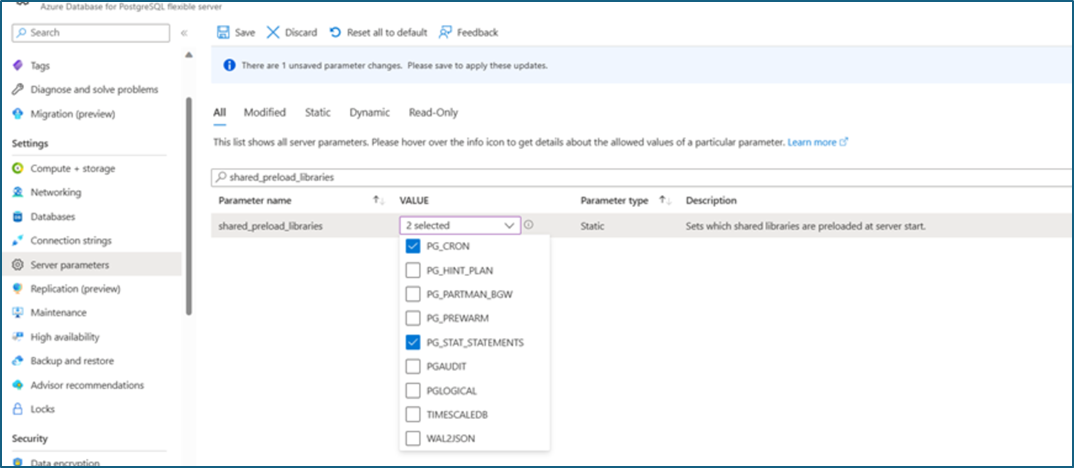 Azure Database for PostgreSQL flexible server
Search
«
Save Discard Reset all to default Feedback
There are 1 unsaved parameter changes. Please save to apply these updates.
Tags
Diagnose and solve problems
Migration (preview)
Settings
Compute + storage
Networking
Databases
Connection strings
Server parameters
Replication (preview)
Maintenance
High availability
Backup and restore
Advisor recommendations
Locks
Security
Data encryption
All Modified Static Dynamic Read-Only
This list shows all server parameters. Please hover over the info icon to get details about the allowed values of a particular parameter. Learn more
shared_preload_libraries
Parameter name VALUE Parameter type Description
shared_preload_libraries 2 selected Static Sets which shared libraries are preloaded at server start.
PG_CRON
PG_HINT_PLAN
PG_PARTMAN_BGW
PG_PREWARM
PG_STAT_STATEMENTS
PGAUDIT
PGLOGICAL
TIMESCALEDB
WAL2JSON